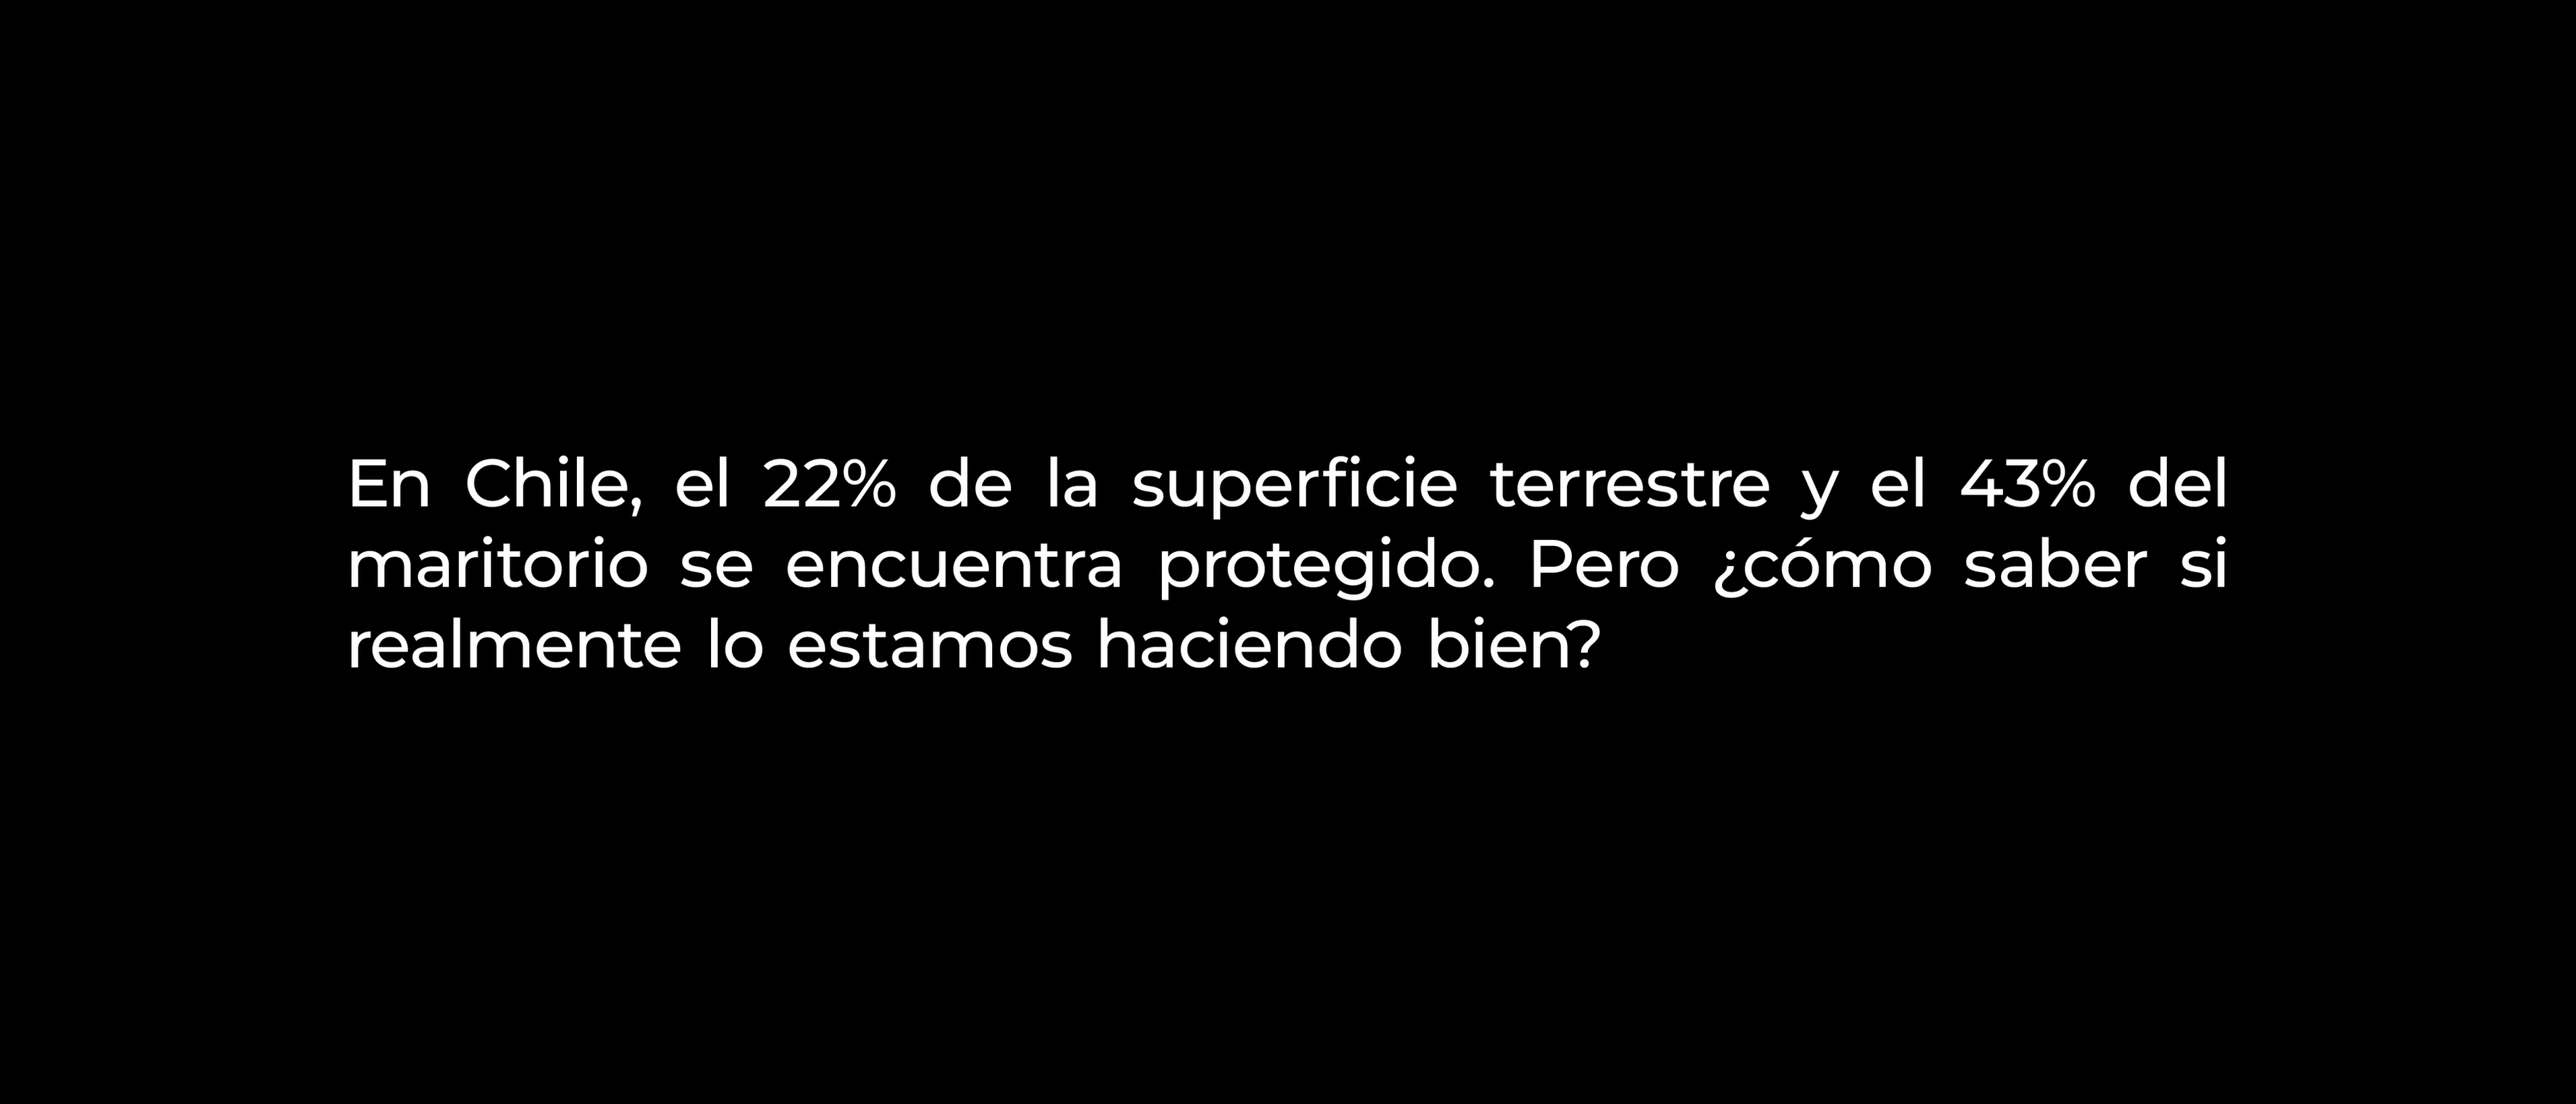 En Chile, el 22% de la superficie terrestre y el 43% del
maritorio se encuentra protegido. Pero ¿cómo saber si
realmente lo estamos haciendo bien?